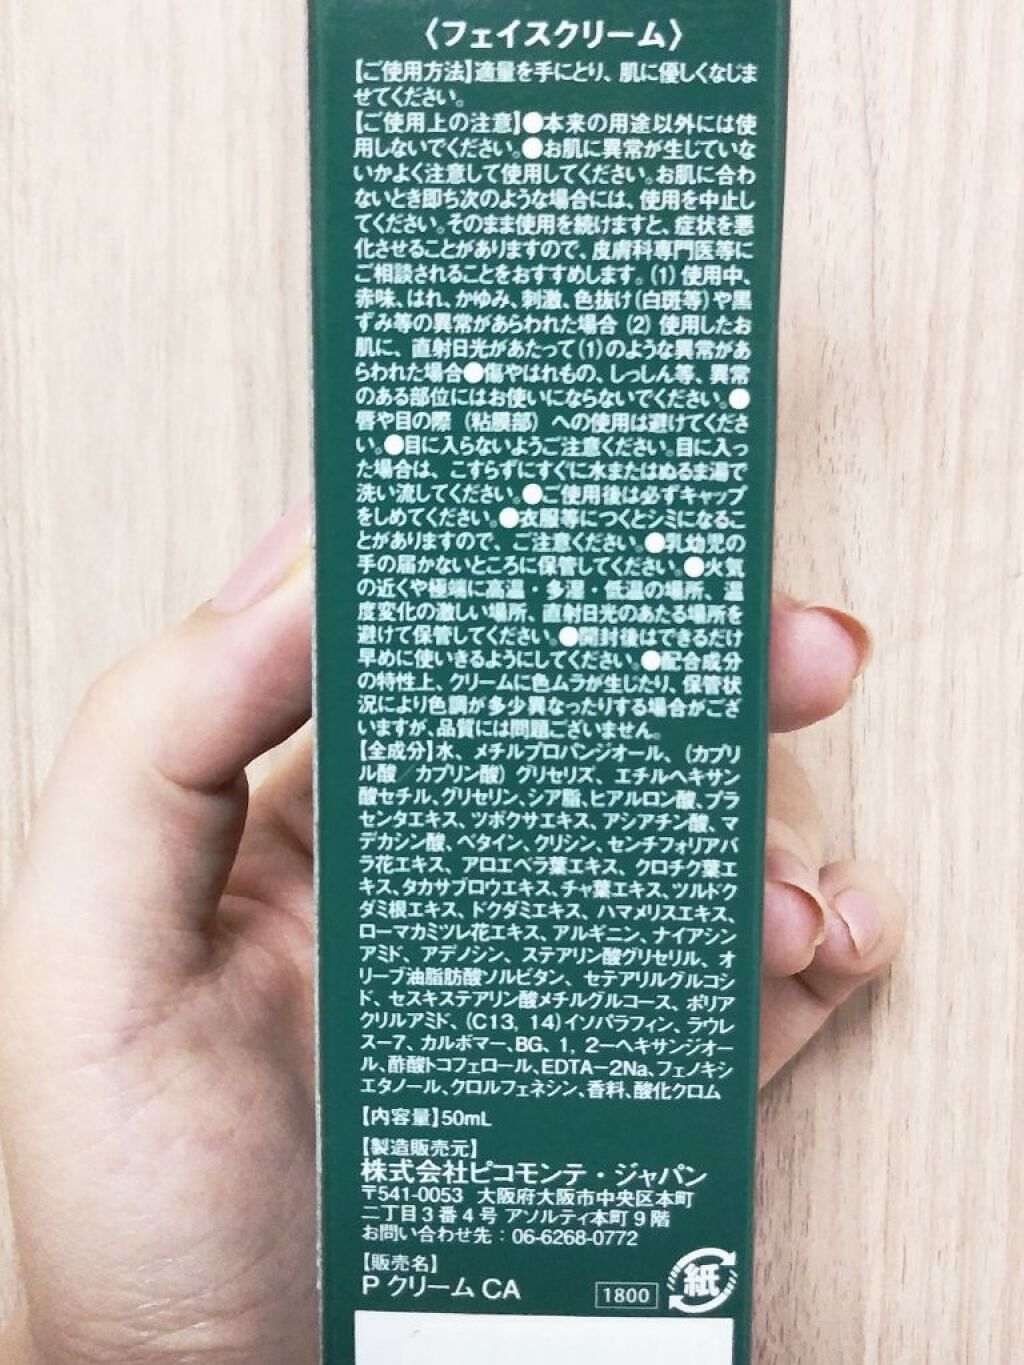 〈フェイスクリーム〉
【ご使用方法】適量を手にとり、肌に優しくなじま
せてください。
【ご使用上の注意】●本来の用途以外には使
用しないでください。●お肌に異常が生じていな
いかよく注意して使用してください。お肌に合わ
ないとき即ち次のような場合には、使用を中止し
てください。そのまま使用を続けますと、症状を悪
化させることがありますので、皮膚科専門医等に
ご相談されることをおすすめします。(1) 使用中、
赤味、はれ、かゆみ、刺激、色抜け(白斑等)や黒
ずみ等の異常があらわれた場合 (2) 使用したお
肌に、直射日光があたって(1)のような異常があ
らわれた場合●傷やはれもの、しっしん等、異常
のある部位にはお使いにならないでください。●
唇や目の際（粘膜部）への使用は避けてくださ
い。●目に入らないようご注意ください。目に入っ
た場合は、こすらずにすぐに水またはぬるま湯で
洗い流してください。●ご使用後は必ずキャップ
をしめてください。●衣服等につくとシミになるこ
とがありますので、ご注意ください。●乳幼児の
手の届かないところに保管してください。●火気
の近くや極端に高温・多湿・低温の場所、温
度変化の激しい場所、直射日光のあたる場所を
避けて保管してください。●開封後はできるだけ
早めに使いきるようにしてください。●配合成分
の特性上、クリームに色ムラが生じたり、保管状
況により色調が多少異なったりする場合がござ
いますが、品質には問題ございません。
【全成分】水、メチルプロパンジオール、(カプリ
ル酸／カプリン酸) グリセリズ、エチルヘキサン
酸セチル、グリセリン、シア脂、ヒアルロン酸、プラ
センタエキス、ツボクサエキス、アシアチン酸、マ
デカシン酸、ベタイン、クリシン、センチフォリアバ
ラ花エキス、アロエベラ葉エキス、クロチク葉エ
キス、タカサブロウエキス、チャ葉エキス、ツルドク
ダミ根エキス、ドクダミエキス、ハマメリスエキス、
ローマカミツレ花エキス、アルギニン、ナイアシン
アミド、アデノシン、ステアリン酸グリセリル、オ
リーブ油脂肪酸ソルビタン、セテアリルグルコシ
ド、セスキステアリン酸メチルグルコース、ポリア
クリルアミド、(C13, 14)イソパラフィン、ラウレ
スー7、カルボマー、BG、1, 2ーヘキサンジオー
ル、酢酸トコフェロール、EDTAー2Na、フェノキシ
エタノール、クロルフェネシン、香料、酸化クロム
【内容量】50mL
【製造販売元】
株式会社ピコモンテ・ジャパン
〒541-0053 大阪府大阪市中央区本町
二丁目3番4号 アソルティ本町9階
お問い合わせ先：06-6268-0772
【販売名】
P クリーム CA
1800
紙